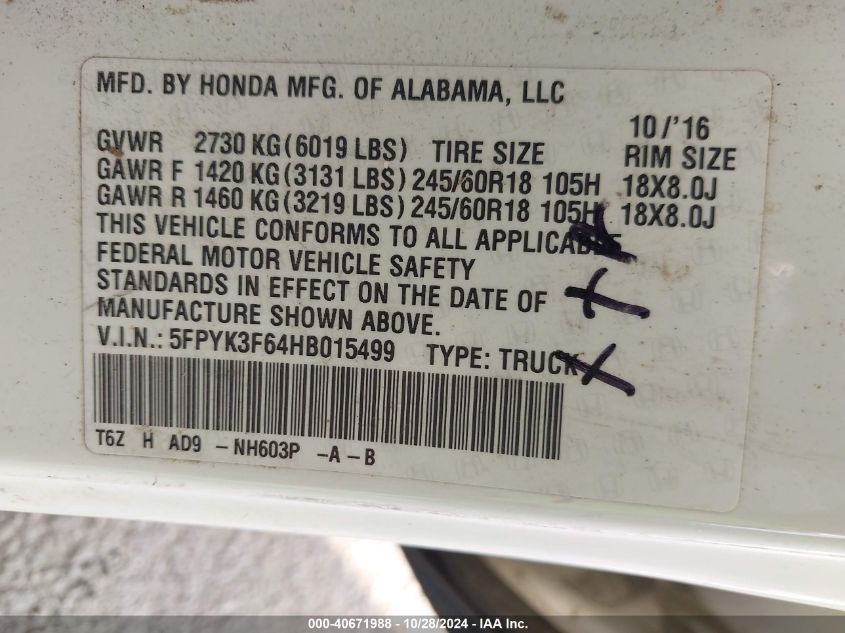 MFD. BY HONDA MFG. OF ALABAMA, LLC
10/'16
GVWR 2730 KG(6019 LBS) TIRE SIZE RIM SIZE
GAWR F 1420 KG(3131 LBS) 245/60R18 105H 18X8.0J
GAWR R 1460 KG(3219 LBS) 245/60R18 105H 18X8.0J
THIS VEHICLE CONFORMS TO ALL APPLICABLE
FEDERAL MOTOR VEHICLE SAFETY
STANDARDS IN EFFECT ON THE DATE OF
MANUFACTURE SHOWN ABOVE.
V.I.N.: 5FPYK3F64HB015499 TYPE: TRUCK
T6Z H AD9 -NH603P -A-B
000-40671988 | 10/28/2024 | IAA Inc.